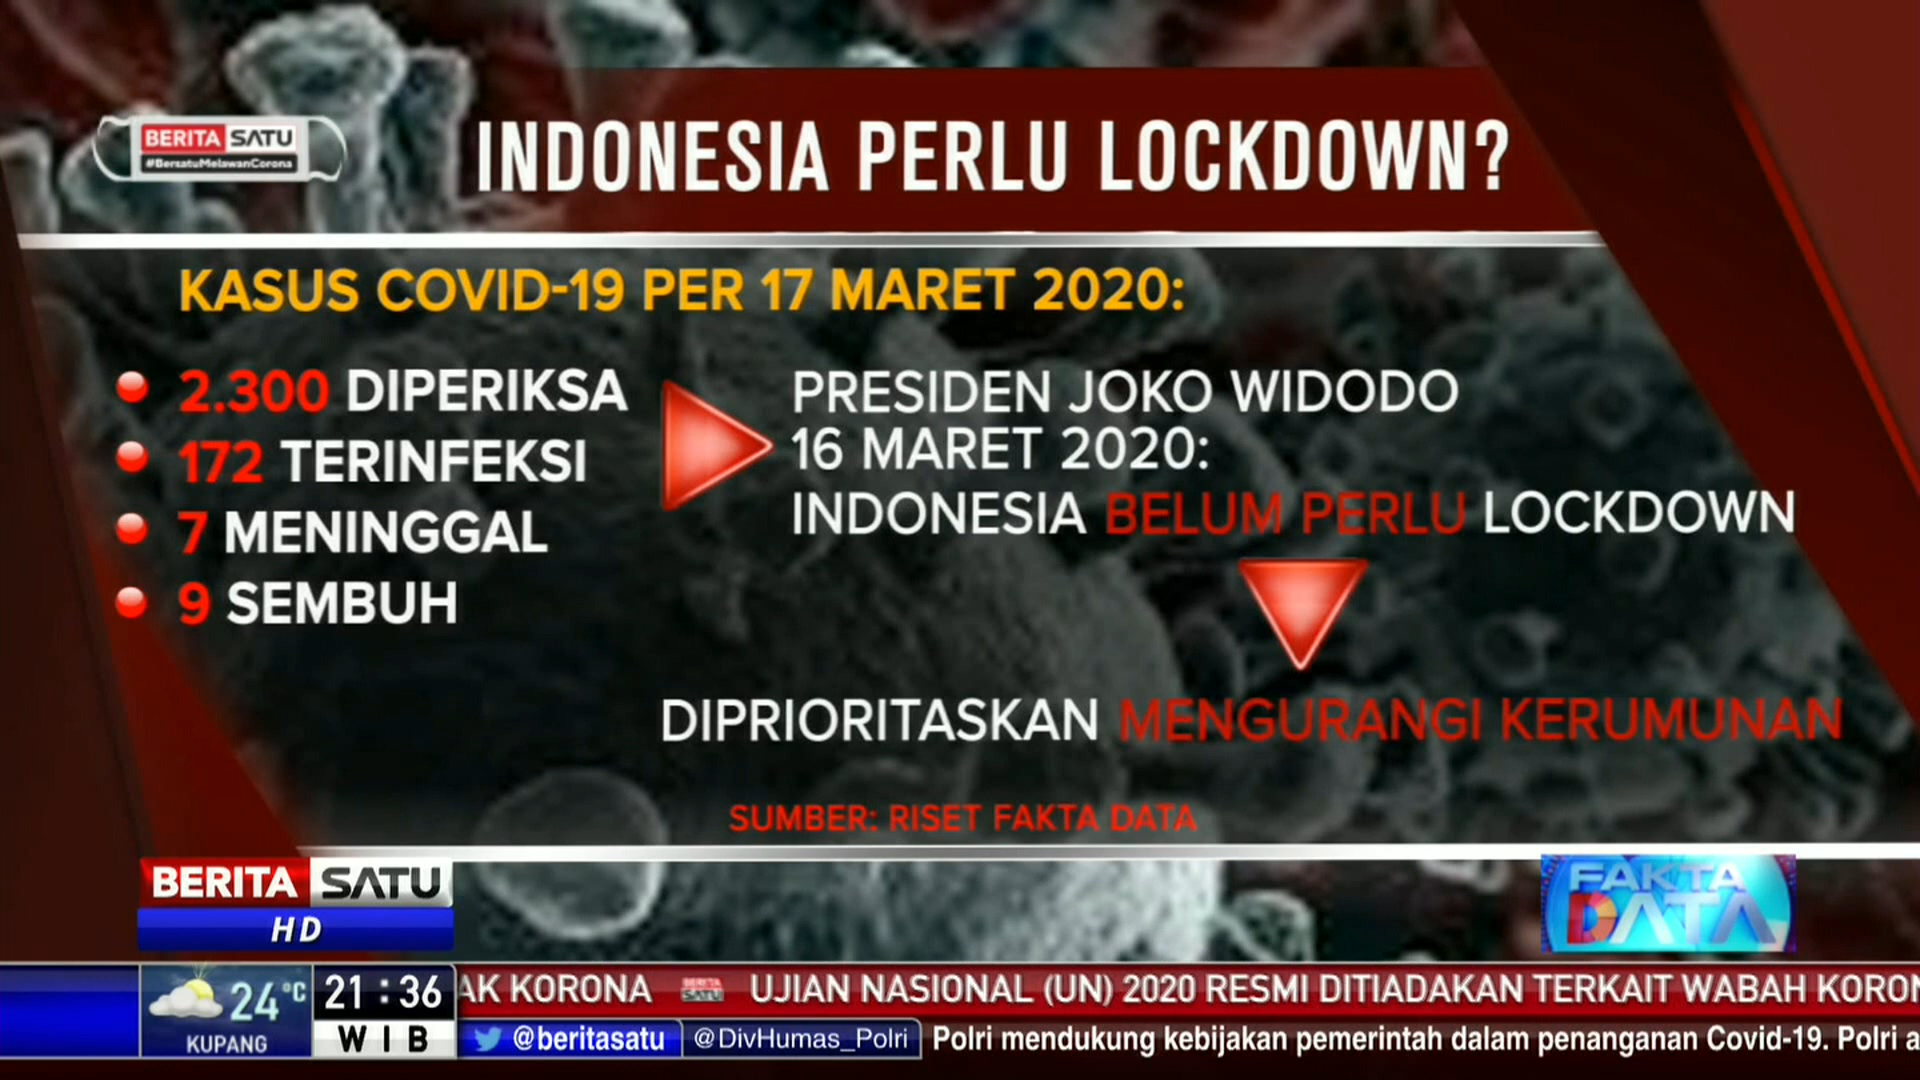 BERITA SATU
#BersatuMelawanCorona
INDONESIA PERLU LOCKDOWN?
KASUS COVID-19 PER 17 MARET 2020:
2.300 DIPERIKSA
172 TERINFEKSI
7 MENINGGAL
9 SEMBUH
PRESIDEN JOKO WIDODO
16 MARET 2020:
INDONESIA BELUM PERLU LOCKDOWN
DIPRIORITASKAN MENGURANGI KERUMUNAN
SUMBER: RISET FAKTA DATA
BERITA SATU
HD
FAKTA
DATA
24°C
KUPANG
21:36
WIB
AK KORONA BERITA SATU UJIAN NASIONAL (UN) 2020 RESMI DITIADAKAN TERKAIT WABAH KORON
@beritasatu @DivHumas_Polri Polri mendukung kebijakan pemerintah dalam penanganan Covid-19. Polri a